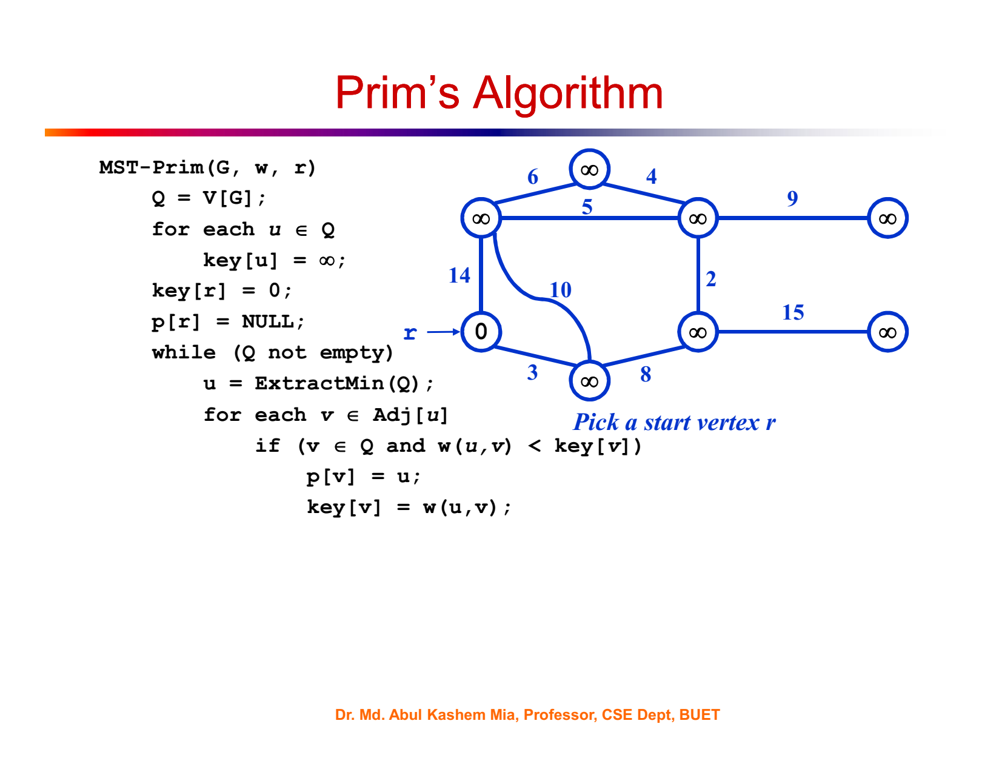 Prim’s Algorithm
MST-Prim(G, w, r)
Q = V[G];
for each u ∈ Q
key[u] = ∞;
key[r] = 0;
p[r] = NULL;
while (Q not empty)
u = ExtractMin(Q);
for each v ∈ Adj[u]
if (v ∈ Q and w(u,v) < key[v])
p[v] = u;
key[v] = w(u,v);
∞
6
4
5
9
∞
∞
∞
14
10
2
15
r
0
∞
∞
3
∞
8
Pick a start vertex r
Dr. Md. Abul Kashem Mia, Professor, CSE Dept, BUET